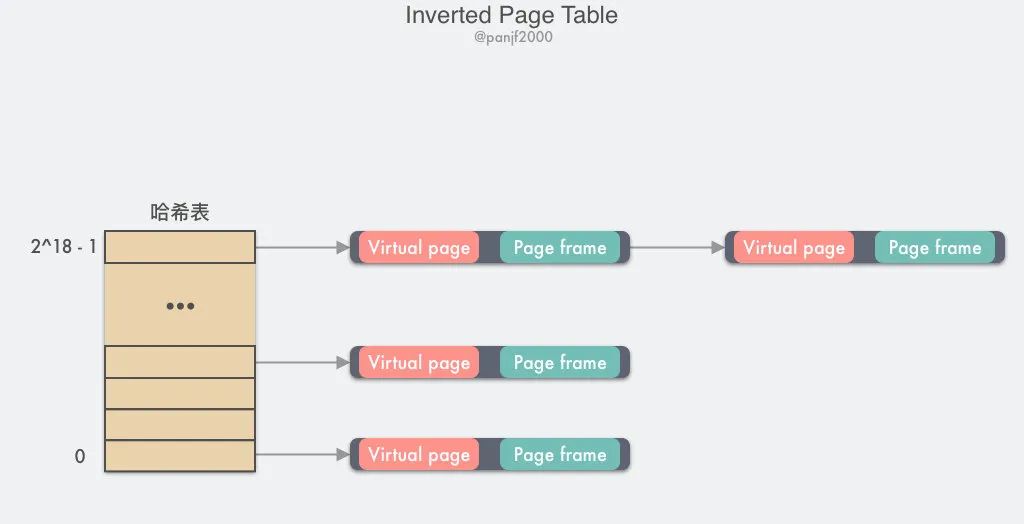 Inverted Page Table
@panjf2000
哈希表
2^18 - 1
Virtual page
Page frame
Virtual page
Page frame
•••
Virtual page
Page frame
0
Virtual page
Page frame